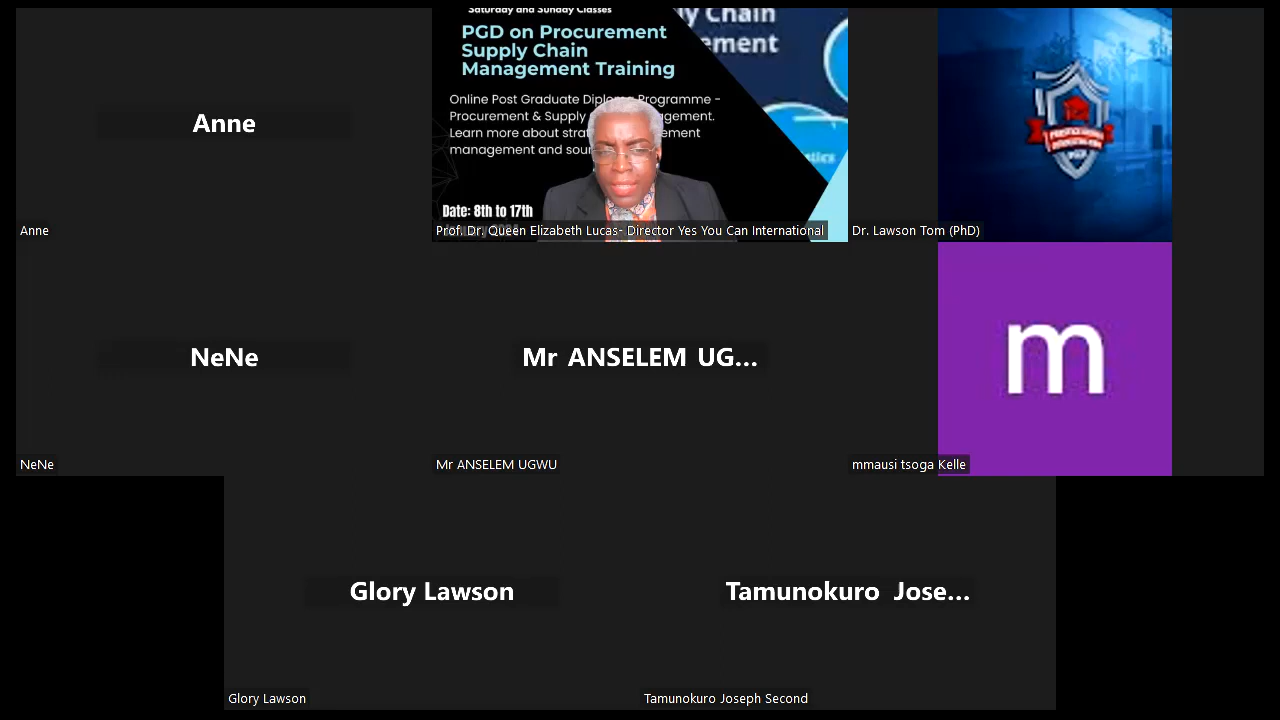 Anne
Anne
Saturday and Sunday Classes
PGD on Procurement
Supply Chain
Management Training
Online Post Graduate Diploma Programme -
Procurement & Supply
Learn more about
management and
Date: 8th to 17th
Prof. Dr. Queen Elizabeth Lucas- Director Yes You Can International
Dr. Lawson Tom (PhD)
NeNe
NeNe
Mr ANSELEM UG...
Mr ANSELEM UGWU
m
mmausi tsoga Kelle
Glory Lawson
Glory Lawson
Tamunokuro Jose...
Tamunokuro Joseph Second